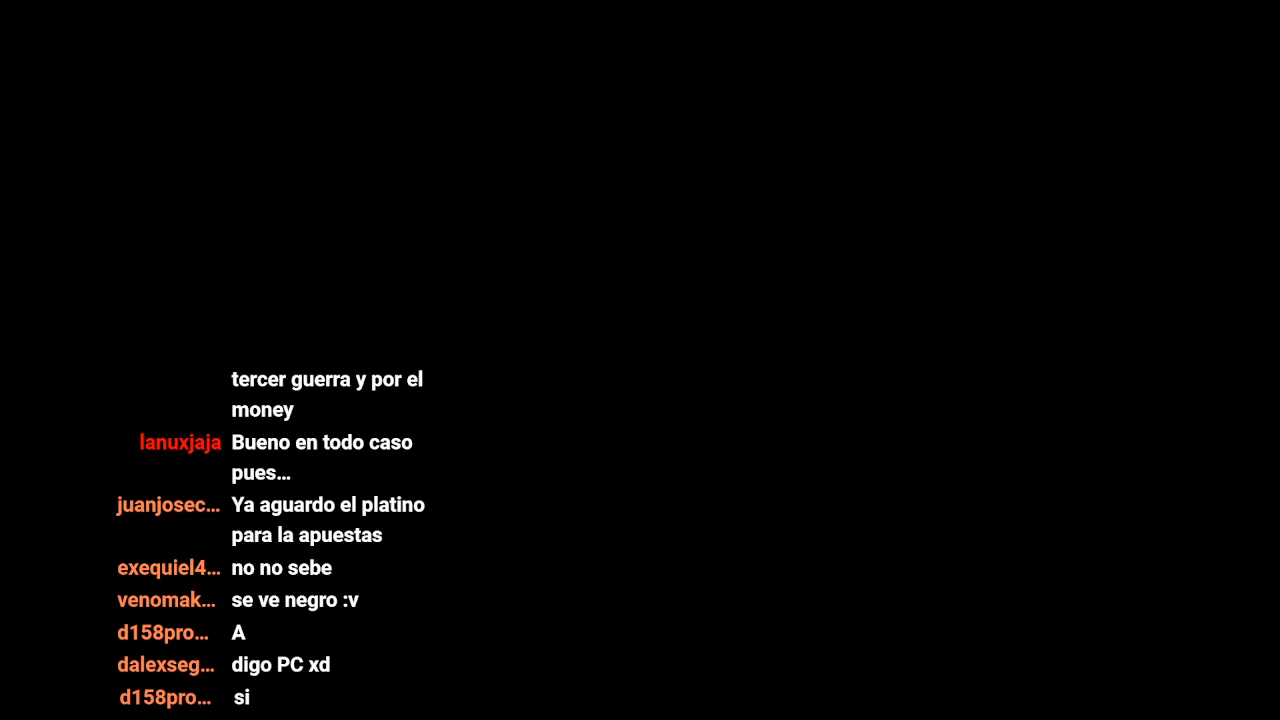 tercer guerra y por el
money
lanuxjaja Bueno en todo caso
pues...
juanjosec... Ya aguardo el platino
para la apuestas
exequiel4... no no sebe
venomak... se ve negro :v
d158pro... A
dalexseg... digo PC xd
d158pro... si